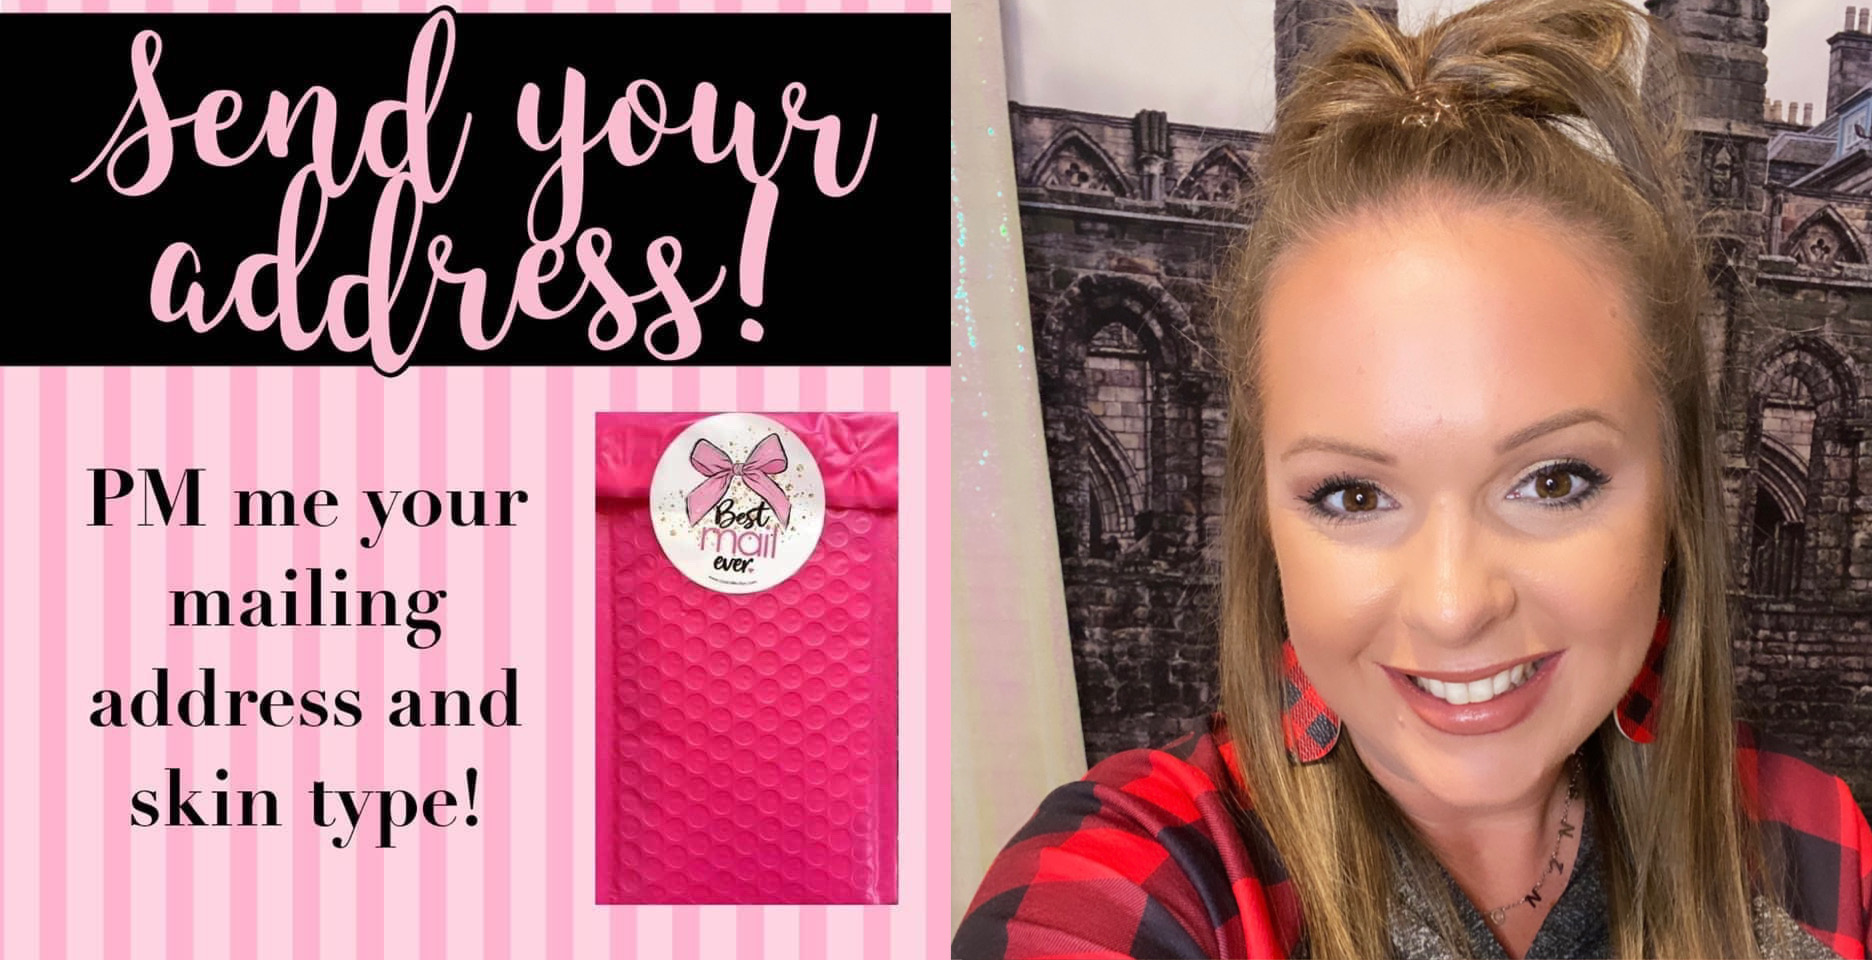 Send your
address!
PM me your
mailing
address and
skin type!
Best
mail
ever.
N
Z
N